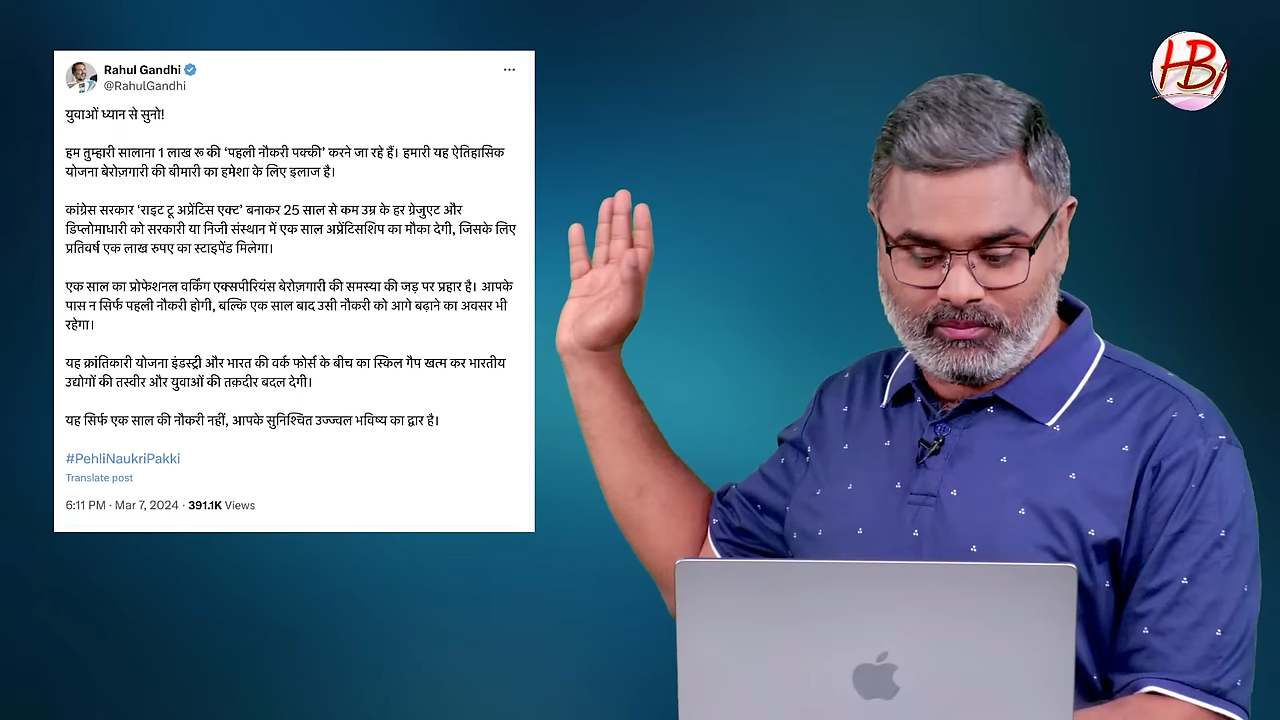 HBI
Rahul Gandhi
@RahulGandhi
युवाओं ध्यान से सुनो!
हम तुम्हारी सालाना 1 लाख रू की ‘पहली नौकरी पक्की’ करने जा रहे हैं। हमारी यह ऐतिहासिक
योजना बेरोज़गारी की बीमारी का हमेशा के लिए इलाज है।
कांग्रेस सरकार ‘राइट टू अप्रेंटिस एक्ट’ बनाकर 25 साल से कम उम्र के हर ग्रेजुएट और
डिप्लोमाधारी को सरकारी या निजी संस्थान में एक साल अप्रेंटिसशिप का मौका देगी, जिसके लिए
प्रतिवर्ष एक लाख रुपए का स्टाइपेंड मिलेगा।
एक साल का प्रोफेशनल वर्किंग एक्सपीरियंस बेरोज़गारी की समस्या की जड़ पर प्रहार है। आपके
पास न सिर्फ पहली नौकरी होगी, बल्कि एक साल बाद उसी नौकरी को आगे बढ़ाने का अवसर भी
रहेगा।
यह क्रांतिकारी योजना इंडस्ट्री और भारत की वर्क फोर्स के बीच का स्किल गैप खत्म कर भारतीय
उद्योगों की तस्वीर और युवाओं की तक़दीर बदल देगी।
यह सिर्फ एक साल की नौकरी नहीं, आपके सुनिश्चित उज्ज्वल भविष्य का द्वार है।
#PehliNaukriPakki
Translate post
6:11 PM · Mar 7, 2024 · 391.1K Views